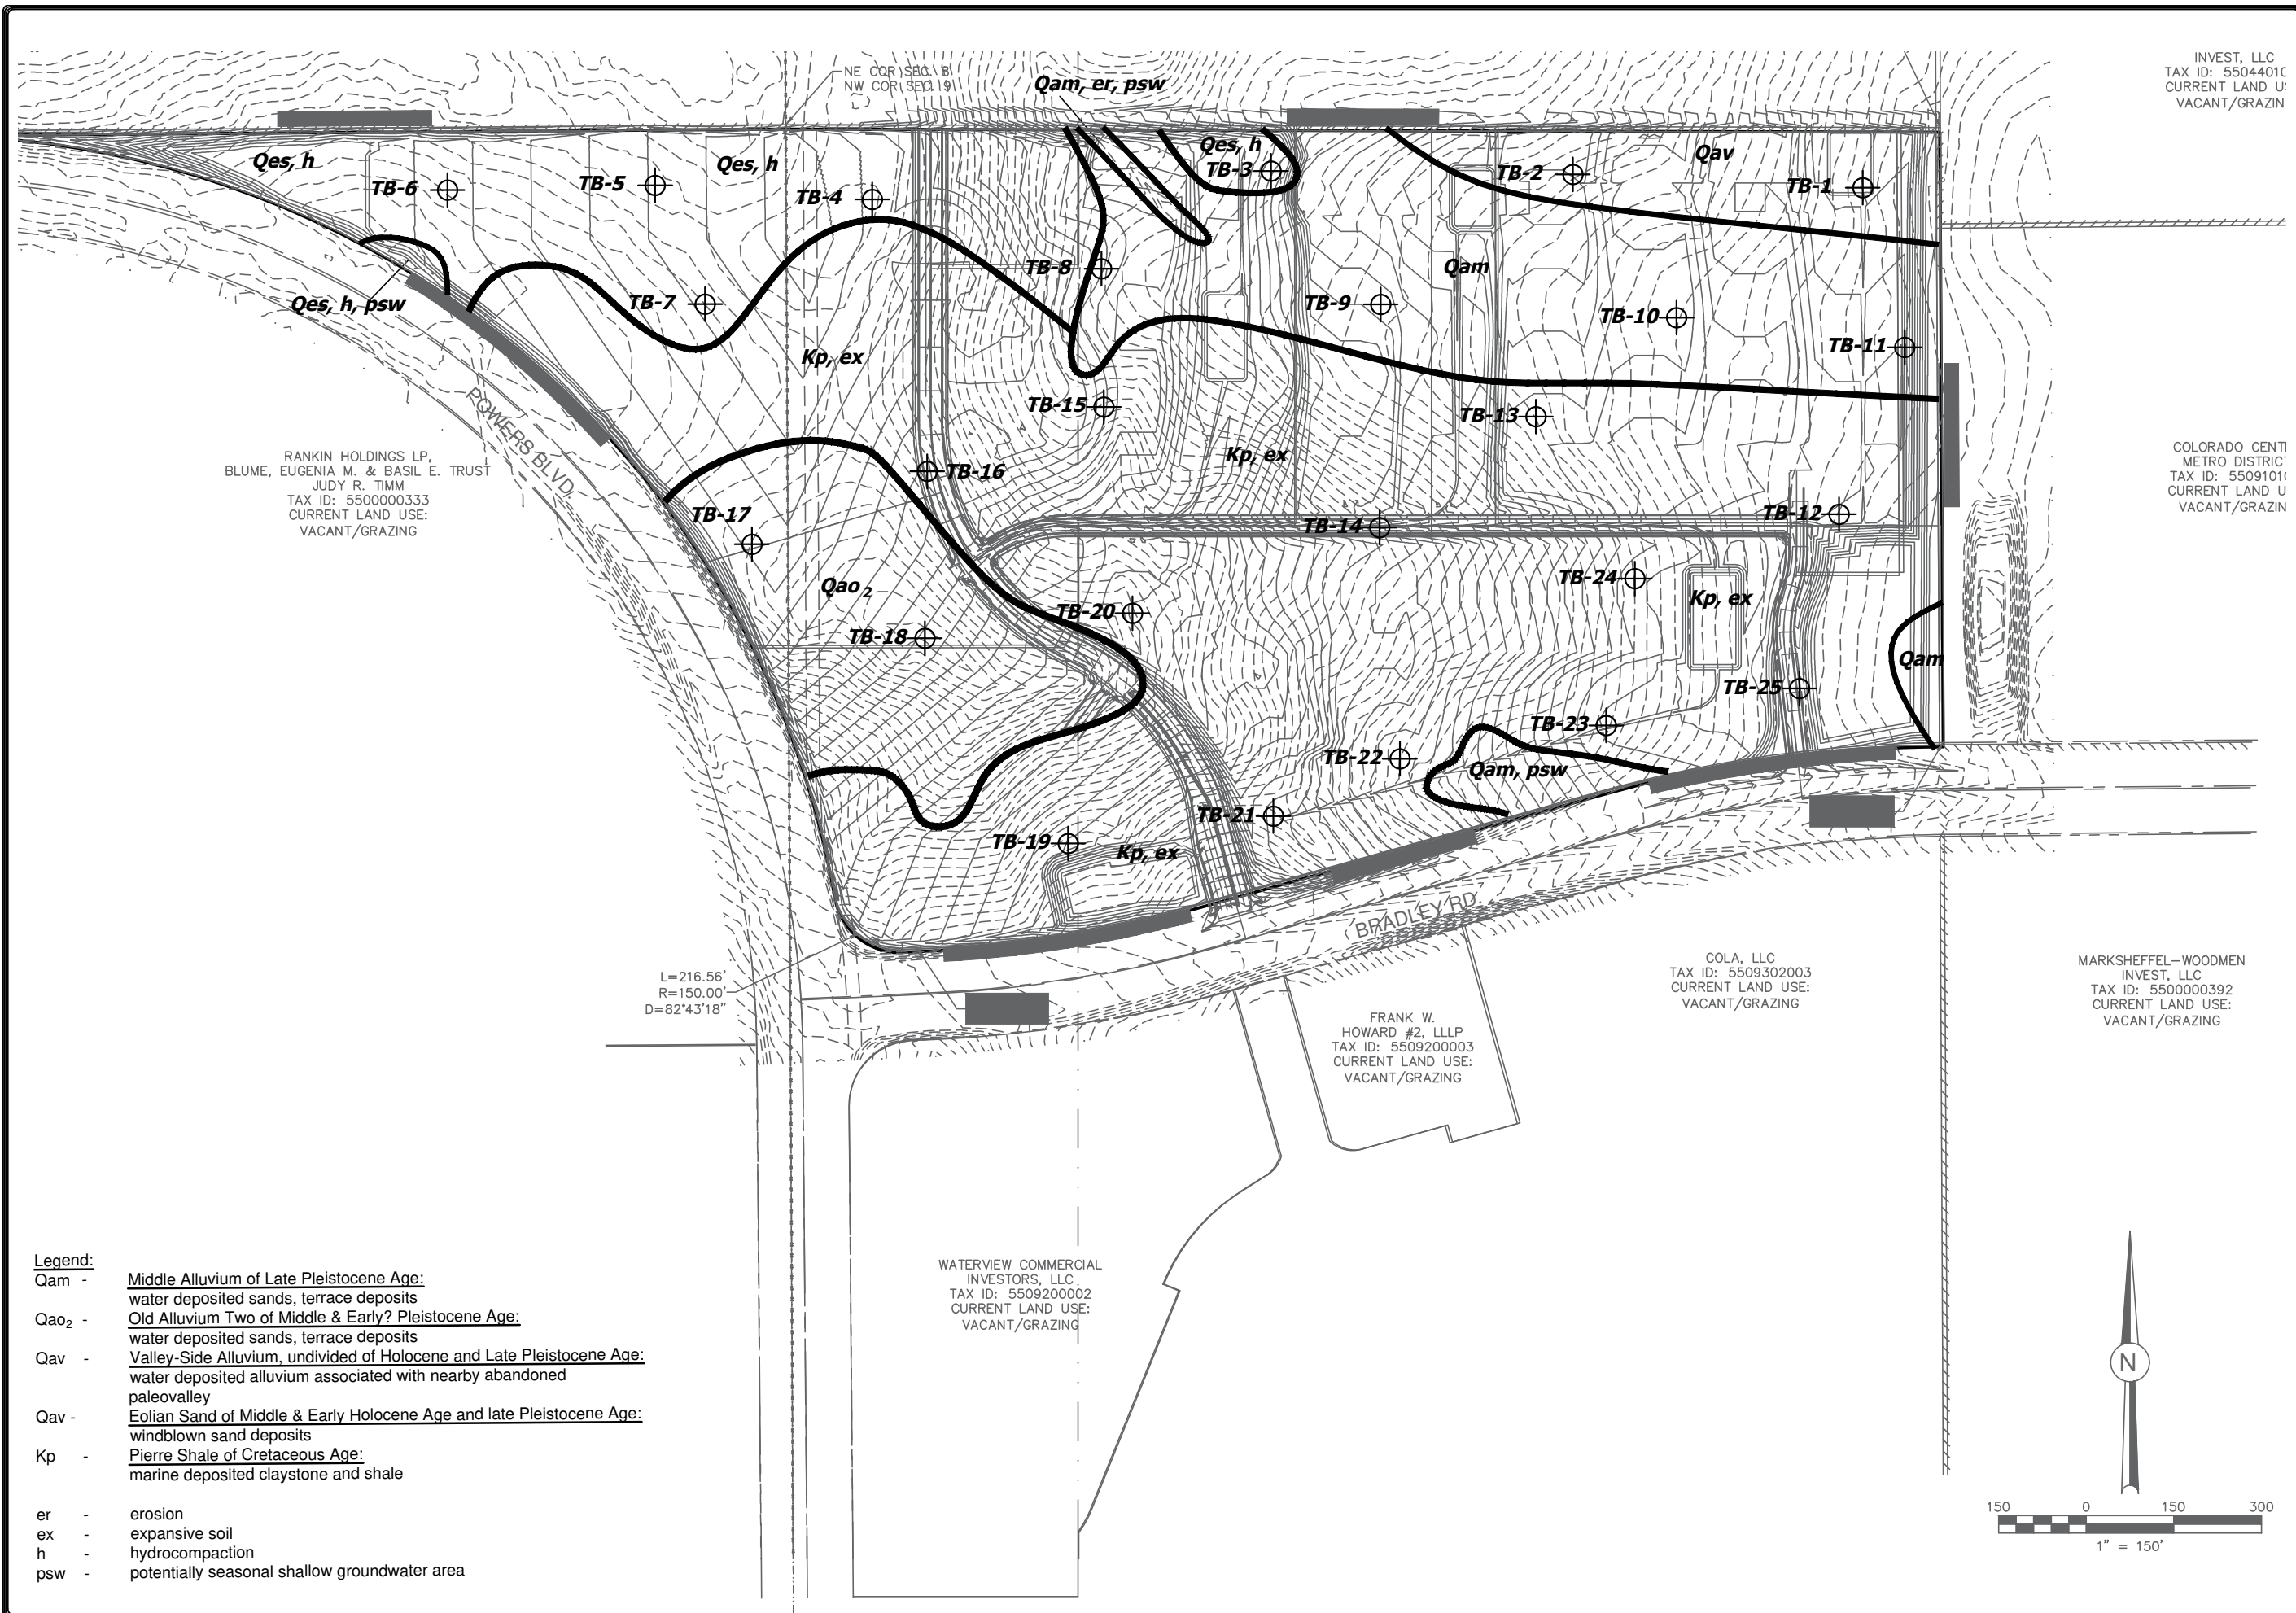 INVEST, LLC
TAX ID: 55044010
CURRENT LAND U
VACANT/GRAZIN
NE COR SEC. 8
NW COR SEC. 9
Qam, er, psw
Qes, h
TB-6
TB-5
Qes, h
TB-4
Qes, h
TB-3
TB-2
Qav
TB-1
Qes, h, psw
TB-7
Kp, ex
TB-8
TB-9
Qam
TB-10
TB-11
POWERS BLVD
TB-15
TB-13
Kp, ex
TB-16
RANKIN HOLDINGS LP,
BLUME, EUGENIA M. & BASIL E. TRUST
JUDY R. TIMM
TAX ID: 5500000333
CURRENT LAND USE:
VACANT/GRAZING
COLORADO CENT
METRO DISTRIC
TAX ID: 5509101
CURRENT LAND U
VACANT/GRAZIN
TB-17
TB-14
TB-12
Qao2
TB-18
TB-20
TB-24
Kp, ex
Qam
TB-25
TB-23
TB-22
Qam, psw
TB-21
TB-19
Kp, ex
BRADLEY RD
L=216.56'
R=150.00'
D=82°43'18"
COLA, LLC
TAX ID: 5509302003
CURRENT LAND USE:
VACANT/GRAZING
MARKSHEFFEL-WOODMEN
INVEST, LLC
TAX ID: 5500000392
CURRENT LAND USE:
VACANT/GRAZING
FRANK W.
HOWARD #2, LLLP
TAX ID: 5509200003
CURRENT LAND USE:
VACANT/GRAZING
WATERVIEW COMMERCIAL
INVESTORS, LLC
TAX ID: 5509200002
CURRENT LAND USE:
VACANT/GRAZING
Legend:
Qam - Middle Alluvium of Late Pleistocene Age:
water deposited sands, terrace deposits
Qao2 - Old Alluvium Two of Middle & Early? Pleistocene Age:
water deposited sands, terrace deposits
Qav - Valley-Side Alluvium, undivided of Holocene and Late Pleistocene Age:
water deposited alluvium associated with nearby abandoned
paleovalley
Qav - Eolian Sand of Middle & Early Holocene Age and late Pleistocene Age:
windblown sand deposits
Kp - Pierre Shale of Cretaceous Age:
marine deposited claystone and shale
er - erosion
ex - expansive soil
h - hydrocompaction
psw - potentially seasonal shallow groundwater area
N
150 0 150 300
1" = 150'